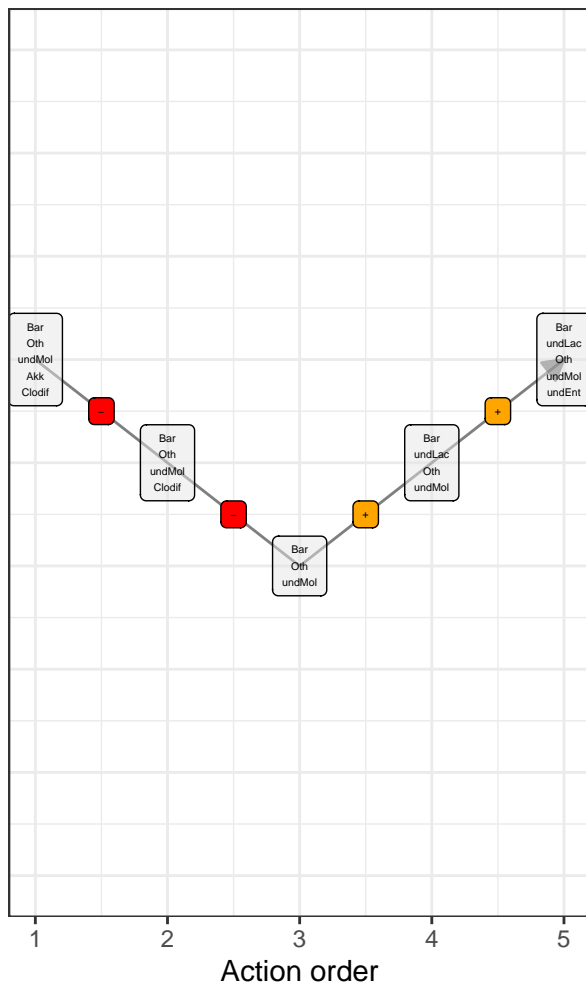 Bar
Oth
undMol
Akk
Clodif
–
Bar
Oth
undMol
Clodif
–
Bar
Oth
undMol
+
Bar
undLac
Oth
undMol
+
Bar
undLac
Oth
undMol
undEnt
1 2 3 4 5
Action order